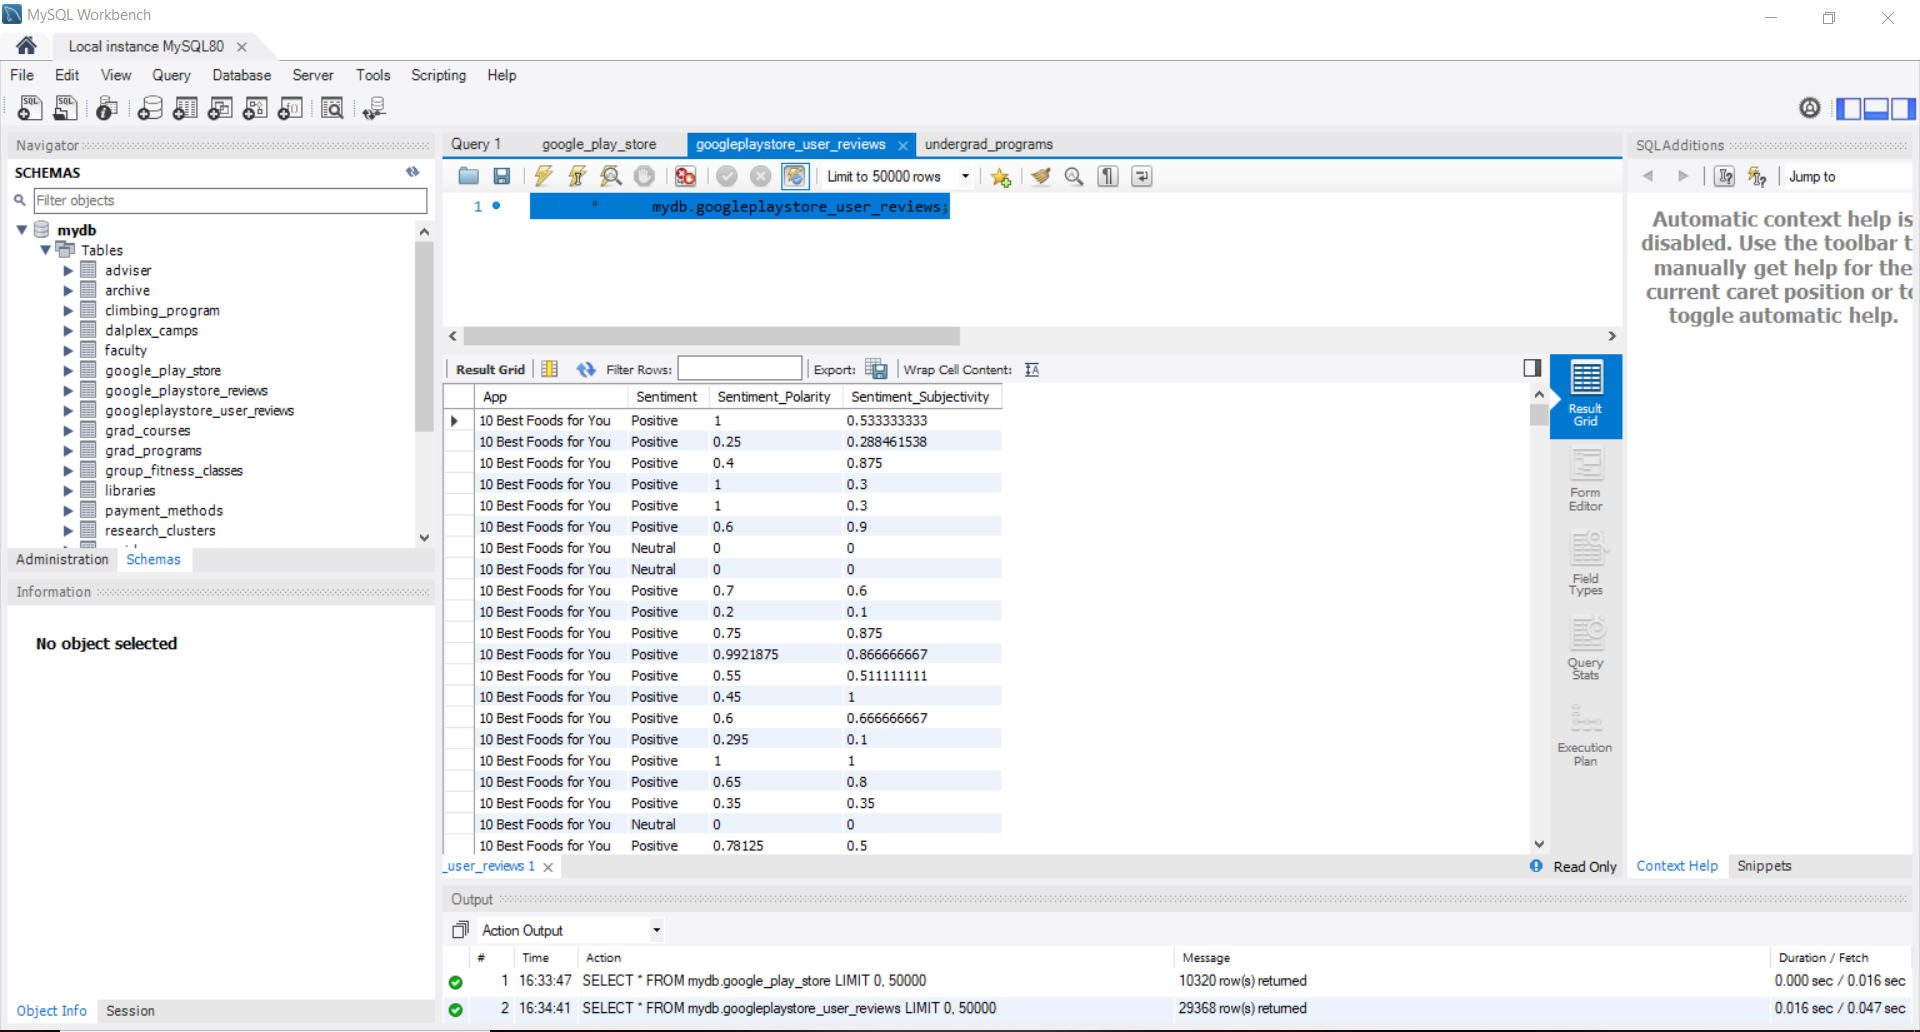 MySQL Workbench
Local instance MySQL80
File Edit View Query Database Server Tools Scripting Help
Navigator
SCHEMAS
Filter objects
mydb
Tables
adviser
archive
climbing_program
dalplex_camps
faculty
google_play_store
google_playstore_reviews
googleplaystore_user_reviews
grad_courses
grad_programs
group_fitness_classes
libraries
payment_methods
research_clusters
Administration Schemas
Information
No object selected
Object Info Session
Query 1 google_play_store googleplaystore_user_reviews undergrad_programs
Limit to 50000 rows
1 * mydb.googleplaystore_user_reviews;
Result Grid Filter Rows: Export: Wrap Cell Content:
App Sentiment Sentiment_Polarity Sentiment_Subjectivity
10 Best Foods for You Positive 1 0.533333333
10 Best Foods for You Positive 0.25 0.288461538
10 Best Foods for You Positive 0.4 0.875
10 Best Foods for You Positive 1 0.3
10 Best Foods for You Positive 1 0.3
10 Best Foods for You Positive 0.6 0.9
10 Best Foods for You Neutral 0 0
10 Best Foods for You Neutral 0 0
10 Best Foods for You Positive 0.7 0.6
10 Best Foods for You Positive 0.2 0.1
10 Best Foods for You Positive 0.75 0.875
10 Best Foods for You Positive 0.9921875 0.866666667
10 Best Foods for You Positive 0.55 0.511111111
10 Best Foods for You Positive 0.45 1
10 Best Foods for You Positive 0.6 0.666666667
10 Best Foods for You Positive 0.295 0.1
10 Best Foods for You Positive 1 1
10 Best Foods for You Positive 0.65 0.8
10 Best Foods for You Positive 0.35 0.35
10 Best Foods for You Neutral 0 0
10 Best Foods for You Positive 0.78125 0.5
_user_reviews 1
Read Only
Result
Grid
Form
Editor
Field
Types
Query
Stats
Execution
Plan
SQLAdditions
Jump to
Automatic context help is
disabled. Use the toolbar t
manually get help for the
current caret position or to
toggle automatic help.
Context Help Snippets
Output
Action Output
# Time Action Message Duration / Fetch
1 16:33:47 SELECT * FROM mydb.google_play_store LIMIT 0, 50000 10320 row(s) returned 0.000 sec / 0.016 sec
2 16:34:41 SELECT * FROM mydb.googleplaystore_user_reviews LIMIT 0, 50000 29368 row(s) returned 0.016 sec / 0.047 sec